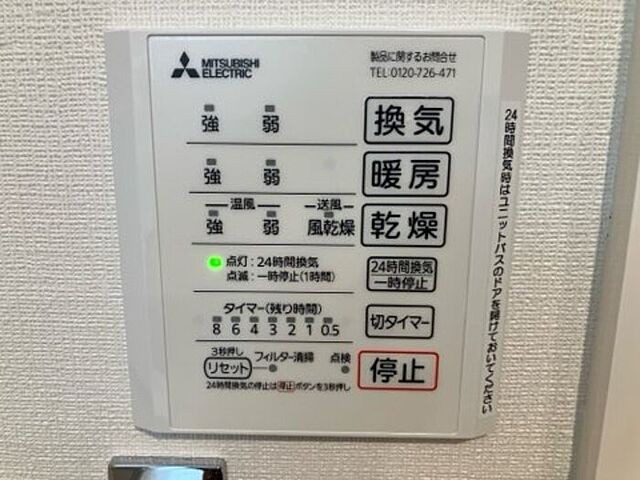 MITSUBISHI
ELECTRIC
製品に関するお問合せ
TEL:0120-726-471
強 弱 換気
強 弱 暖房
温風 送風
強 弱 風乾燥 乾燥
点灯:24時間換気
点滅:一時停止(1時間)
24時間換気
一時停止
タイマー(残り時間)
8 6 4 3 2 1 0.5
切タイマー
3秒押し
リセット フィルター清掃 点検
停止
24時間換気の停止は停止ボタンを3秒押し
24時間換気時はユニットバスのドアを開けておいてください